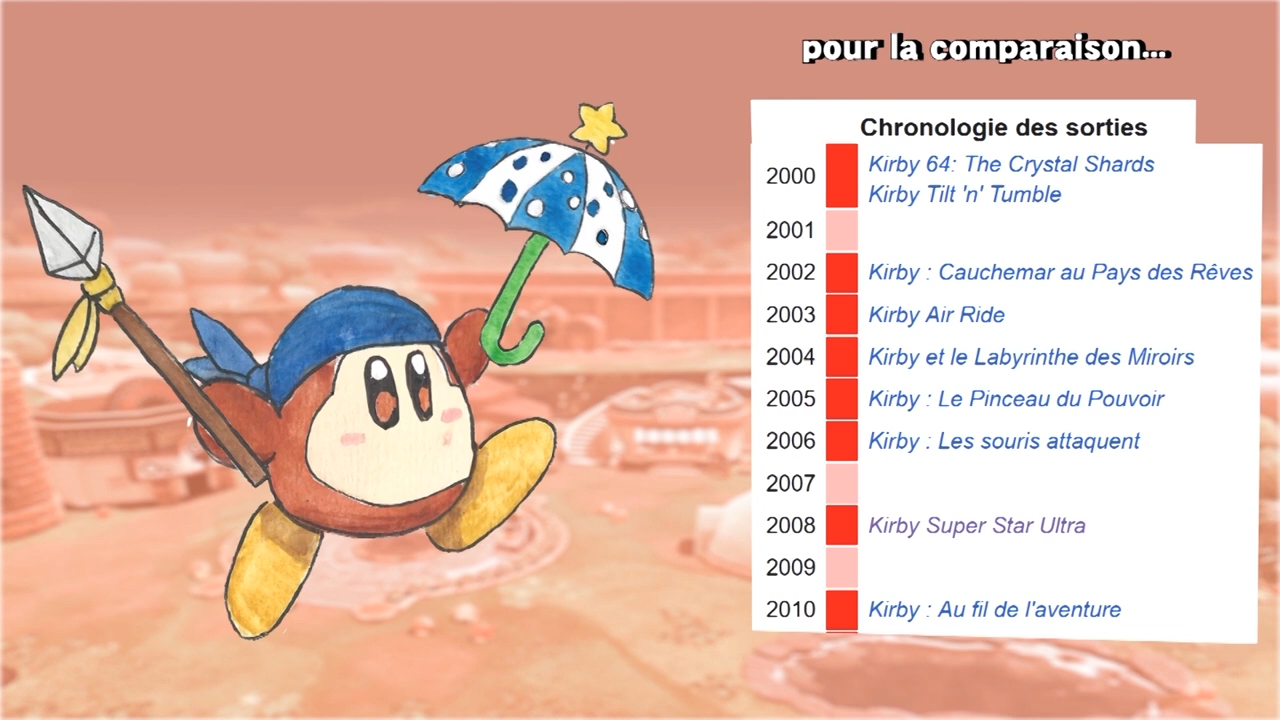 pour la comparaison...
Chronologie des sorties
2000 Kirby 64: The Crystal Shards
Kirby Tilt 'n' Tumble
2001
2002 Kirby : Cauchemar au Pays des Rêves
2003 Kirby Air Ride
2004 Kirby et le Labyrinthe des Miroirs
2005 Kirby : Le Pinceau du Pouvoir
2006 Kirby : Les souris attaquent
2007
2008 Kirby Super Star Ultra
2009
2010 Kirby : Au fil de l'aventure